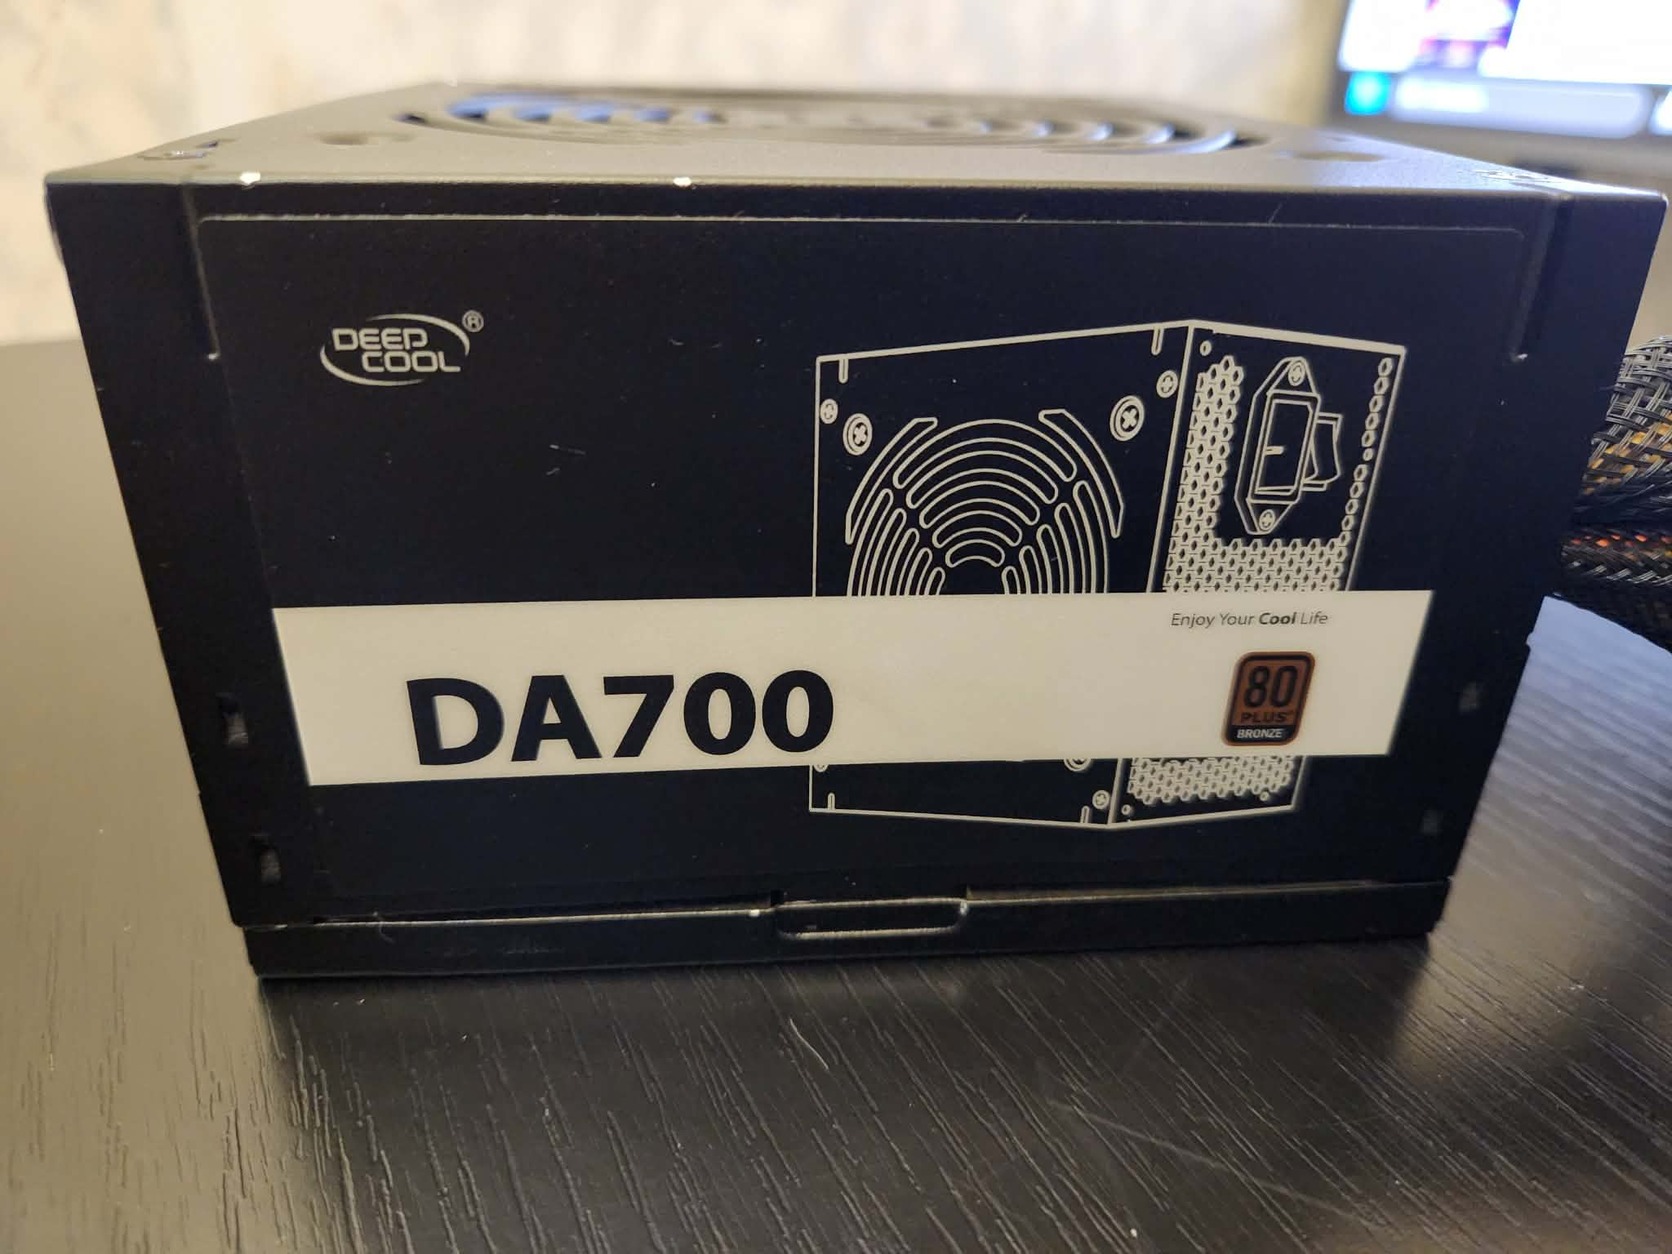 DEEP
COOL®
Enjoy Your Cool Life
DA700
80
PLUS
BRONZE